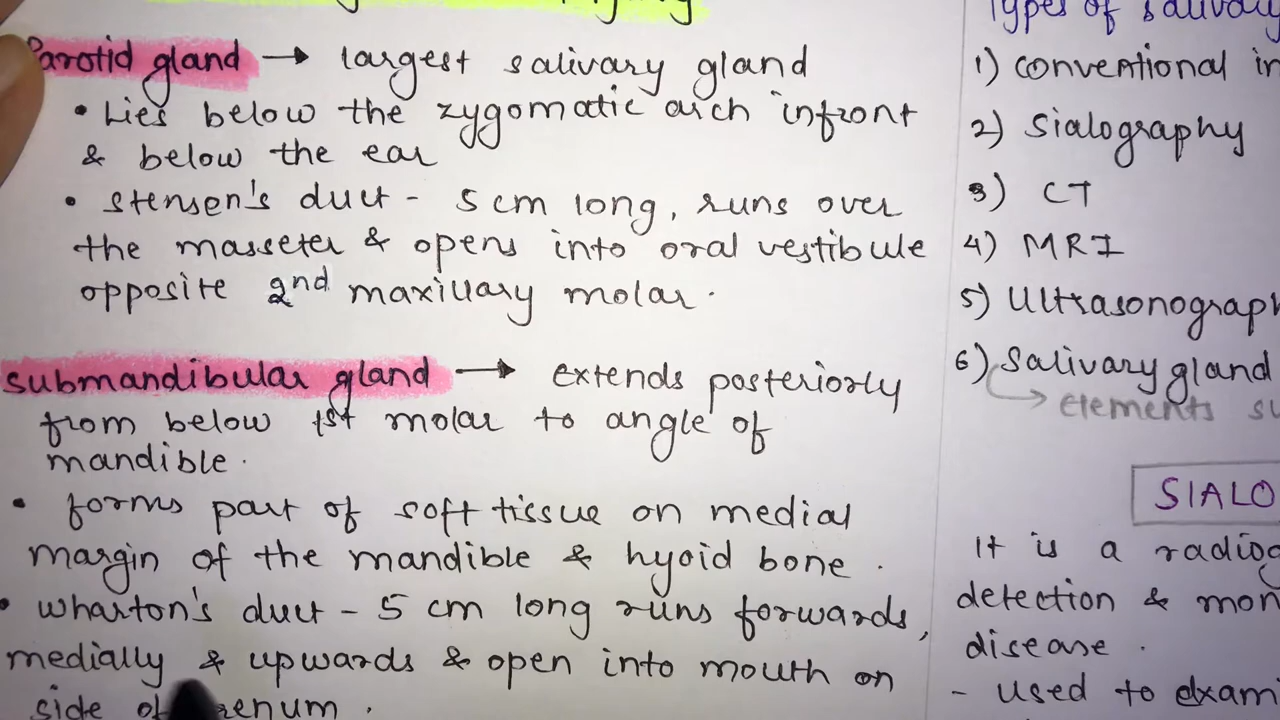 Parotid gland → largest salivary gland
• Lies below the zygomatic arch infront
& below the ear
• Stensen's duct - 5 cm long, runs over
the masseter & opens into oral vestibule
opposite 2nd maxillary molar.
Submandibular gland → extends posteriorly
from below 1st molar to angle of
mandible.
• forms part of soft tissue on medial
margin of the mandible & hyoid bone.
• Wharton's duct - 5 cm long runs forwards,
medially & upwards & open into mouth on
side of frenum.
Types of salivary
1) conventional
2) Sialography
3) CT
4) MRI
5) Ultrasonograph
6) Salivary gland
→ elements
SIALO
It is a
detection &
disease.
- used to